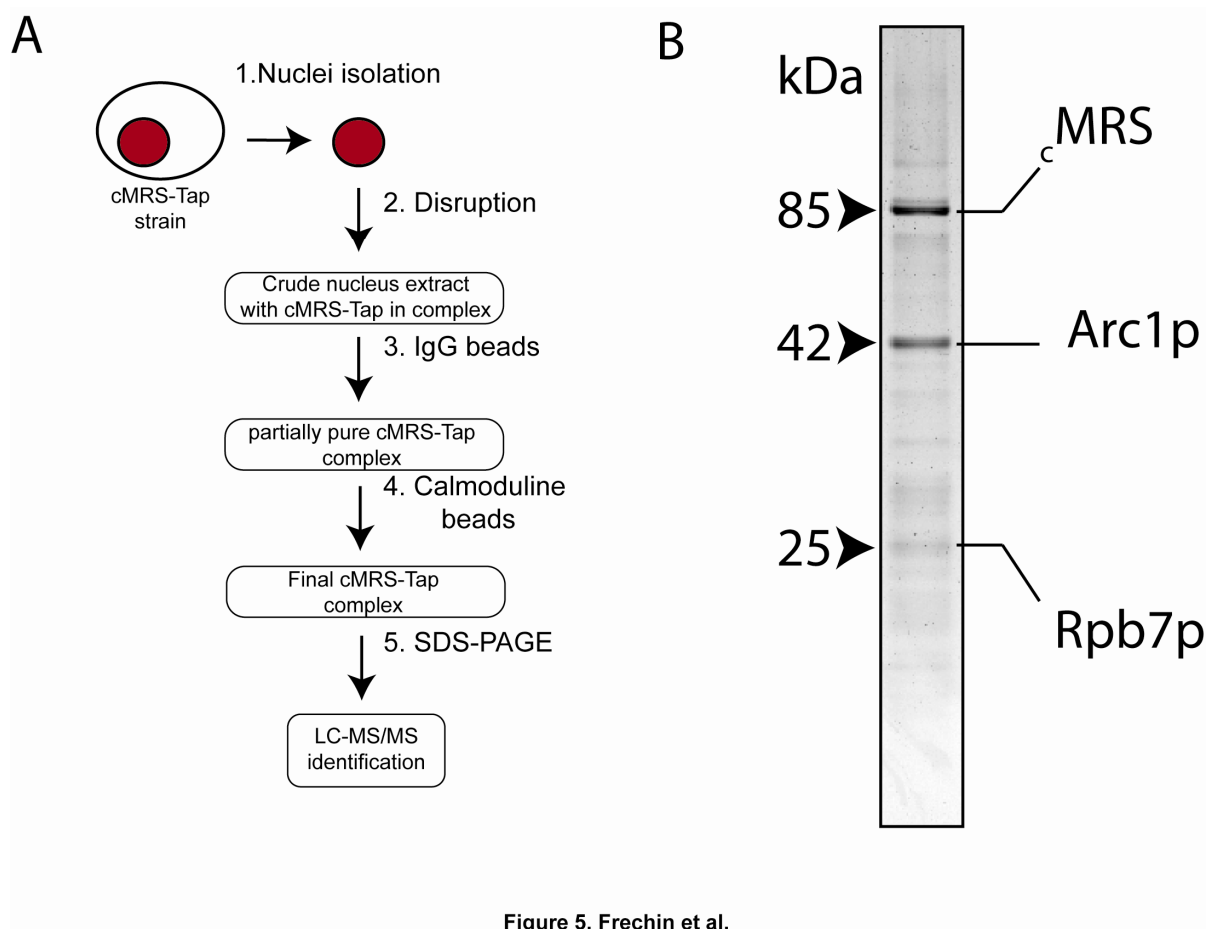 A
1.Nuclei isolation
cMRS-Tap
strain
2. Disruption
Crude nucleus extract
with cMRS-Tap in complex
3. IgG beads
partially pure cMRS-Tap
complex
4. Calmoduline
beads
Final cMRS-Tap
complex
5. SDS-PAGE
LC-MS/MS
identification
B
kDa
cMRS
85
42
Arc1p
25
Rpb7p
Figure 5. Frechin et al.